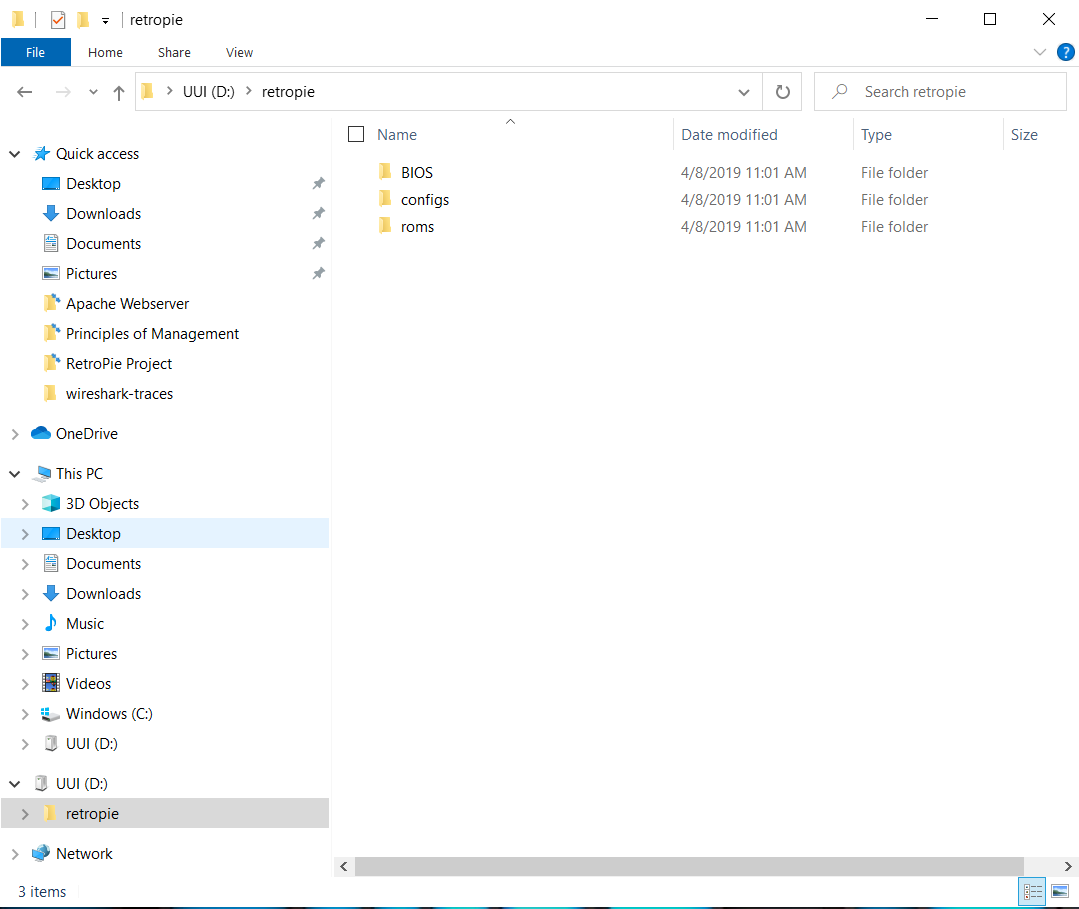 retropie
File Home Share View ?
UUI (D:) retropie Search retropie
Name Date modified Type Size
BIOS 4/8/2019 11:01 AM File folder
configs 4/8/2019 11:01 AM File folder
roms 4/8/2019 11:01 AM File folder
Quick access
Desktop
Downloads
Documents
Pictures
Apache Webserver
Principles of Management
RetroPie Project
wireshark-traces
OneDrive
This PC
3D Objects
Desktop
Documents
Downloads
Music
Pictures
Videos
Windows (C:)
UUI (D:)
UUI (D:)
retropie
Network
3 items